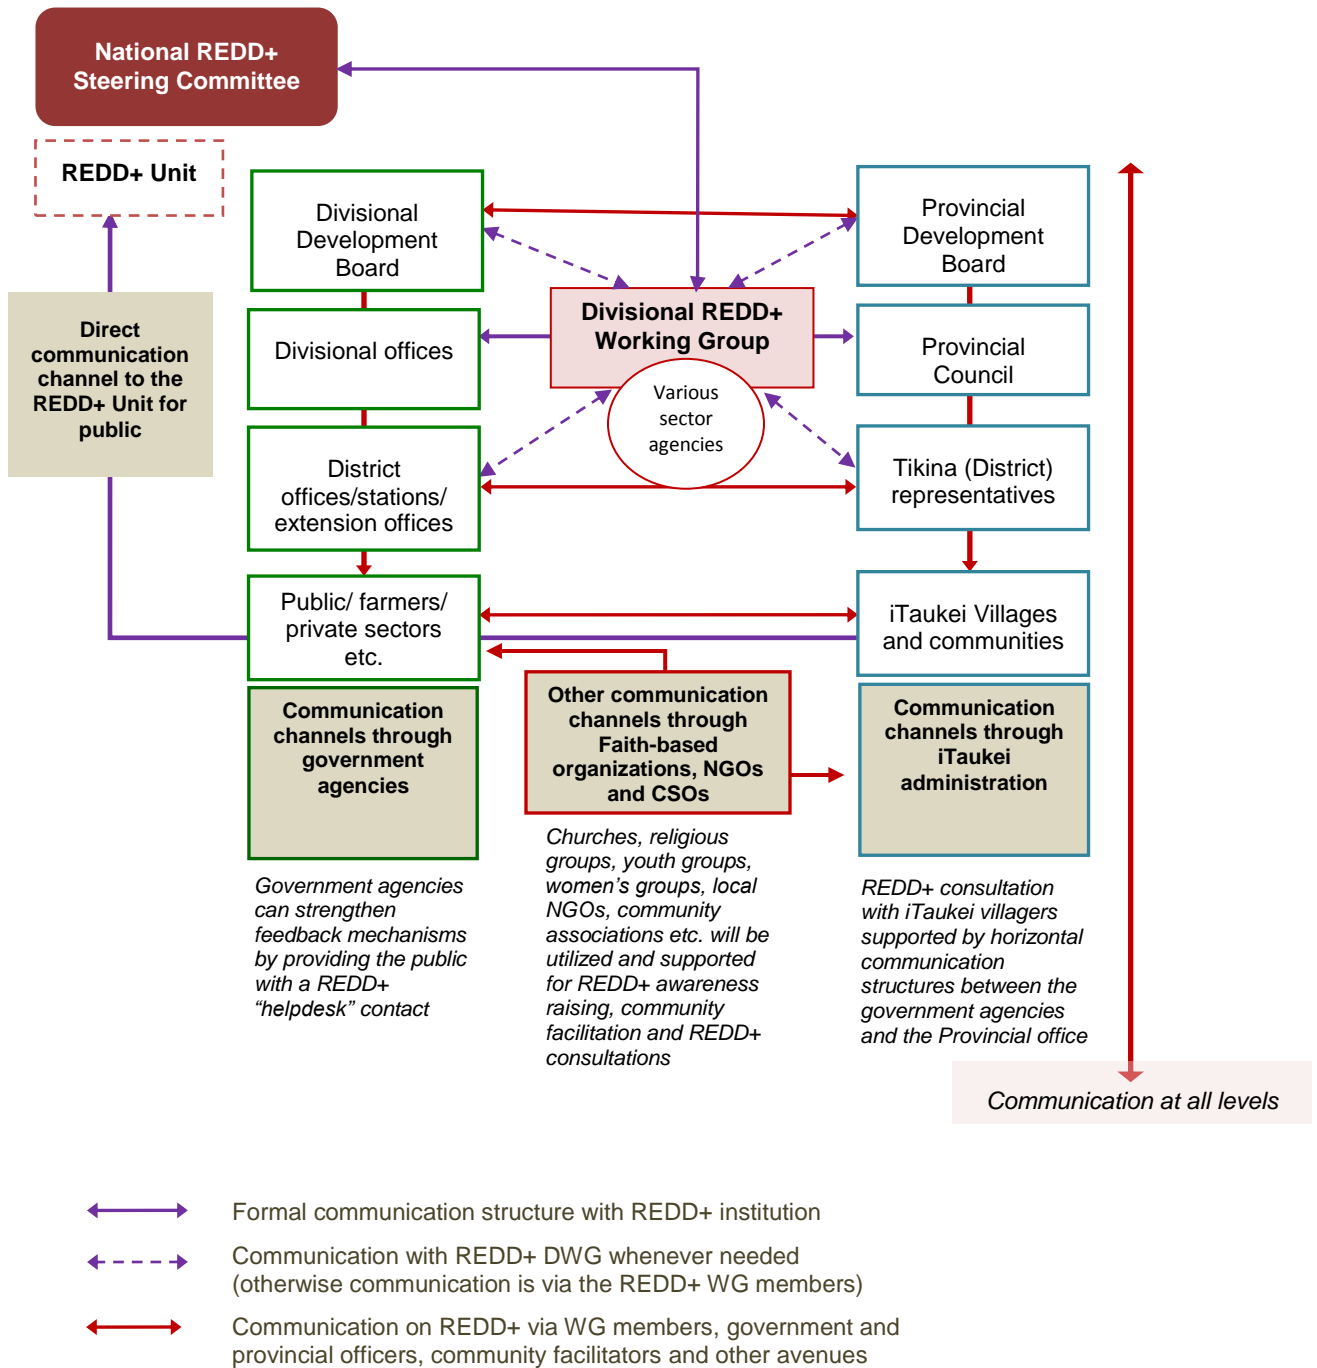 National REDD+
Steering Committee
REDD+ Unit
Direct
communication
channel to the
REDD+ Unit for
public
Divisional
Development
Board
Divisional offices
District
offices/stations/
extension offices
Public/ farmers/
private sectors
etc.
Communication
channels through
government
agencies
Government agencies
can strengthen
feedback mechanisms
by providing the public
with a REDD+
“helpdesk” contact
Divisional REDD+
Working Group
Various
sector
agencies
Other communication
channels through
Faith-based
organizations, NGOs
and CSOs
Churches, religious
groups, youth groups,
women’s groups, local
NGOs, community
associations etc. will be
utilized and supported
for REDD+ awareness
raising, community
facilitation and REDD+
consultations
Provincial
Development
Board
Provincial
Council
Tikina (District)
representatives
iTaukei Villages
and communities
Communication
channels through
iTaukei
administration
REDD+ consultation
with iTaukei villagers
supported by horizontal
communication
structures between the
government agencies
and the Provincial office
Communication at all levels
Formal communication structure with REDD+ institution
Communication with REDD+ DWG whenever needed
(otherwise communication is via the REDD+ WG members)
Communication on REDD+ via WG members, government and
provincial officers, community facilitators and other avenues